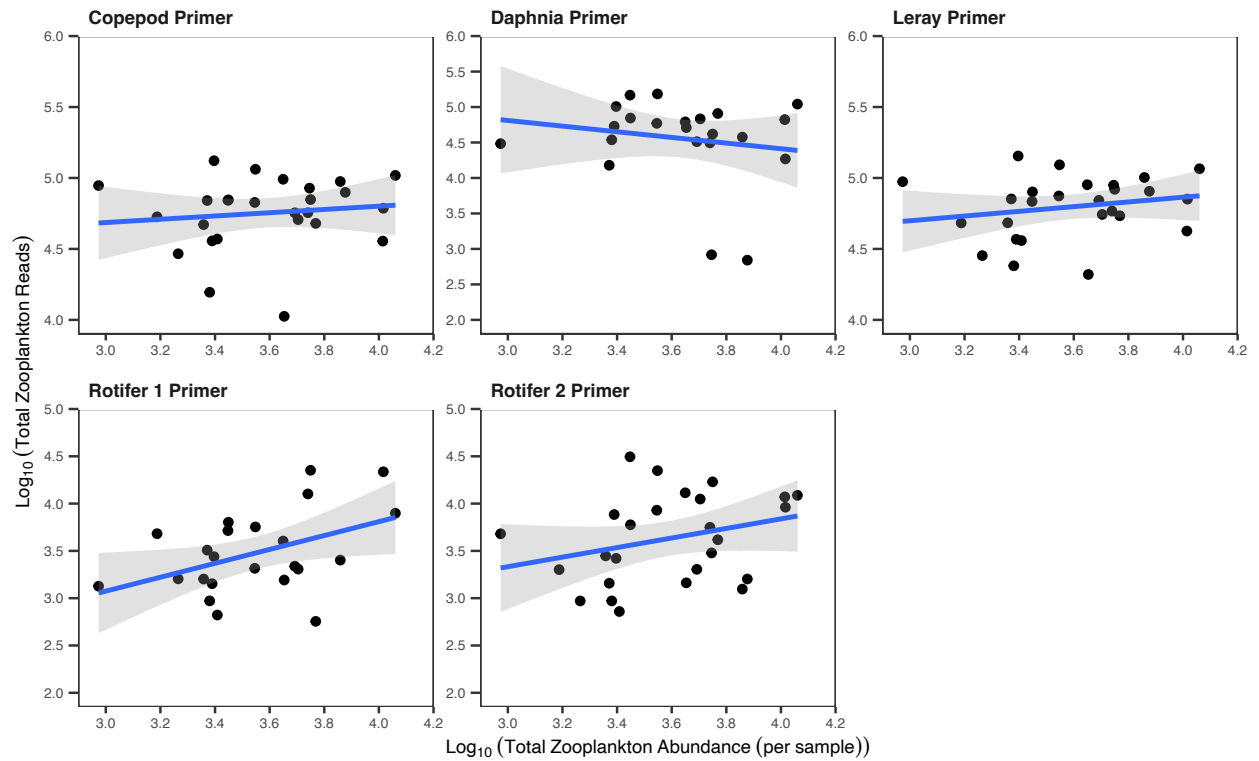 Copepod Primer Daphnia Primer Leray Primer
6.0 6.0 6.0
5.5 5.5 5.5
5.0 5.0 5.0
4.5 4.5 4.5
4.0 4.0 4.0
3.5
3.0
2.5
2.0
3.0 3.2 3.4 3.6 3.8 4.0 4.2 3.0 3.2 3.4 3.6 3.8 4.0 4.2 3.0 3.2 3.4 3.6 3.8 4.0 4.2
Log10 (Total Zooplankton Reads)
Rotifer 1 Primer Rotifer 2 Primer
5.0 5.0
4.5 4.5
4.0 4.0
3.5 3.5
3.0 3.0
2.5 2.5
2.0 2.0
3.0 3.2 3.4 3.6 3.8 4.0 4.2 3.0 3.2 3.4 3.6 3.8 4.0 4.2
Log10 (Total Zooplankton Abundance (per sample))